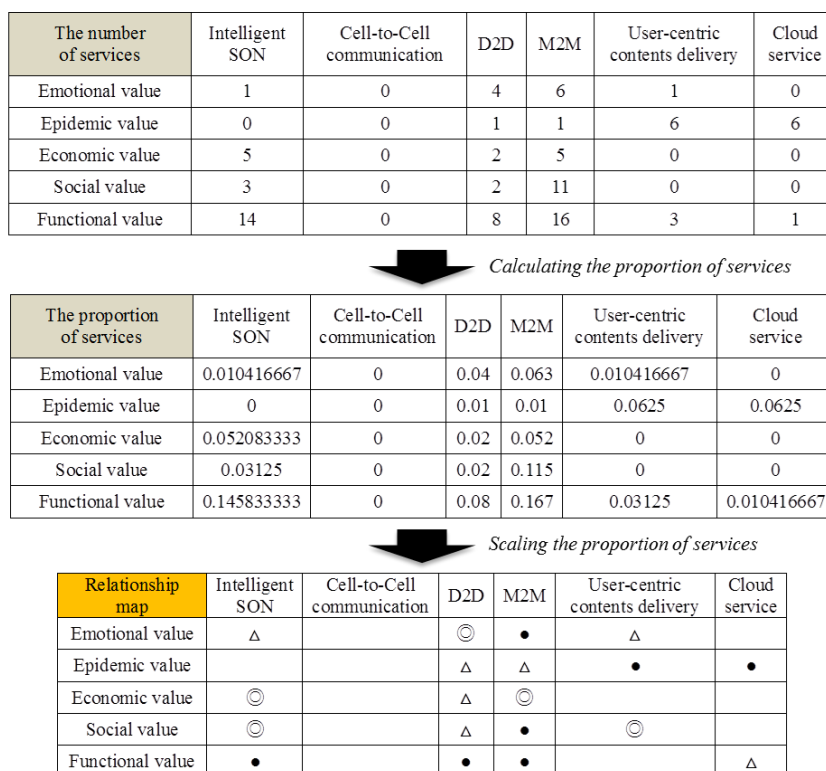 The number of services | Intelligent SON | Cell-to-Cell communication | D2D | M2M | User-centric contents delivery | Cloud service
Emotional value | 1 | 0 | 4 | 6 | 1 | 0
Epidemic value | 0 | 0 | 1 | 1 | 6 | 6
Economic value | 5 | 0 | 2 | 5 | 0 | 0
Social value | 3 | 0 | 2 | 11 | 0 | 0
Functional value | 14 | 0 | 8 | 16 | 3 | 1
Calculating the proportion of services
The proportion of services | Intelligent SON | Cell-to-Cell communication | D2D | M2M | User-centric contents delivery | Cloud service
Emotional value | 0.010416667 | 0 | 0.04 | 0.063 | 0.010416667 | 0
Epidemic value | 0 | 0 | 0.01 | 0.01 | 0.0625 | 0.0625
Economic value | 0.052083333 | 0 | 0.02 | 0.052 | 0 | 0
Social value | 0.03125 | 0 | 0.02 | 0.115 | 0 | 0
Functional value | 0.145833333 | 0 | 0.08 | 0.167 | 0.03125 | 0.010416667
Scaling the proportion of services
Relationship map | Intelligent SON | Cell-to-Cell communication | D2D | M2M | User-centric contents delivery | Cloud service
Emotional value | △ | | ◎ | ● | △ |
Epidemic value | | | △ | △ | ● | ●
Economic value | ◎ | | △ | ◎ | |
Social value | ◎ | | △ | ● | ◎ |
Functional value | ● | | ● | ● | | △